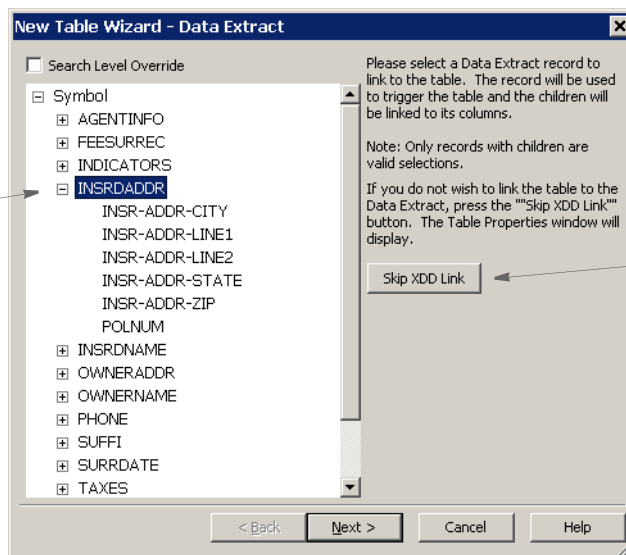 New Table Wizard - Data Extract
Search Level Override
Symbol
AGENTINFO
FEESURREC
INDICATORS
INSRDADDR
INSR-ADDR-CITY
INSR-ADDR-LINE1
INSR-ADDR-LINE2
INSR-ADDR-STATE
INSR-ADDR-ZIP
POLNUM
INSRDNAME
OWNERADDR
OWNERNAME
PHONE
SUFFI
SURRDATE
TAXES
Please select a Data Extract record to
link to the table.  The record will be used
to trigger the table and the children will
be linked to its columns.
Note: Only records with children are
valid selections.
If you do not wish to link the table to the
Data Extract, press the ""Skip XDD Link""
button.  The Table Properties window will
display.
Skip XDD Link
< Back
Next >
Cancel
Help